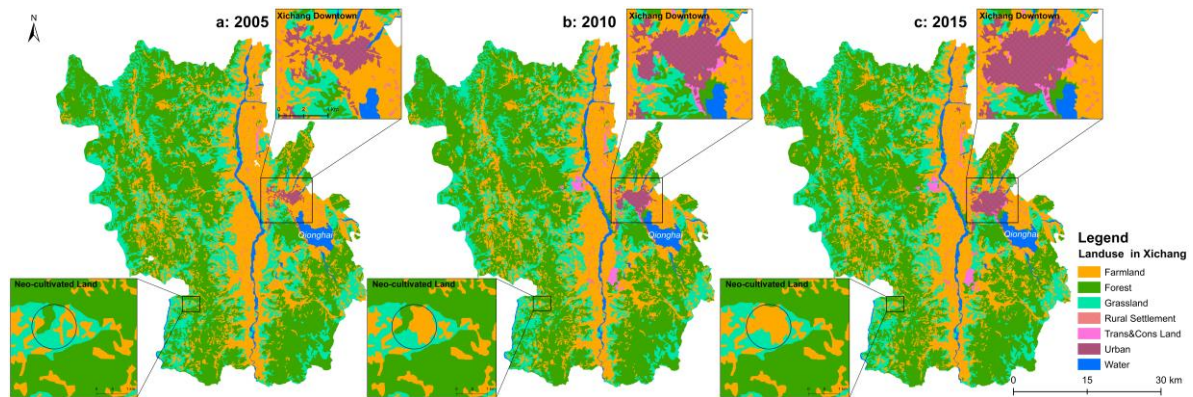 N
a: 2005
Xichang Downtown
b: 2010
Xichang Downtown
c: 2015
Xichang Downtown
Qionghai
Qionghai
Qionghai
Neo-cultivated Land
Neo-cultivated Land
Neo-cultivated Land
Legend
Landuse in Xichang
Farmland
Forest
Grassland
Rural Settlement
Trans&Cons Land
Urban
Water
0 15 30 km